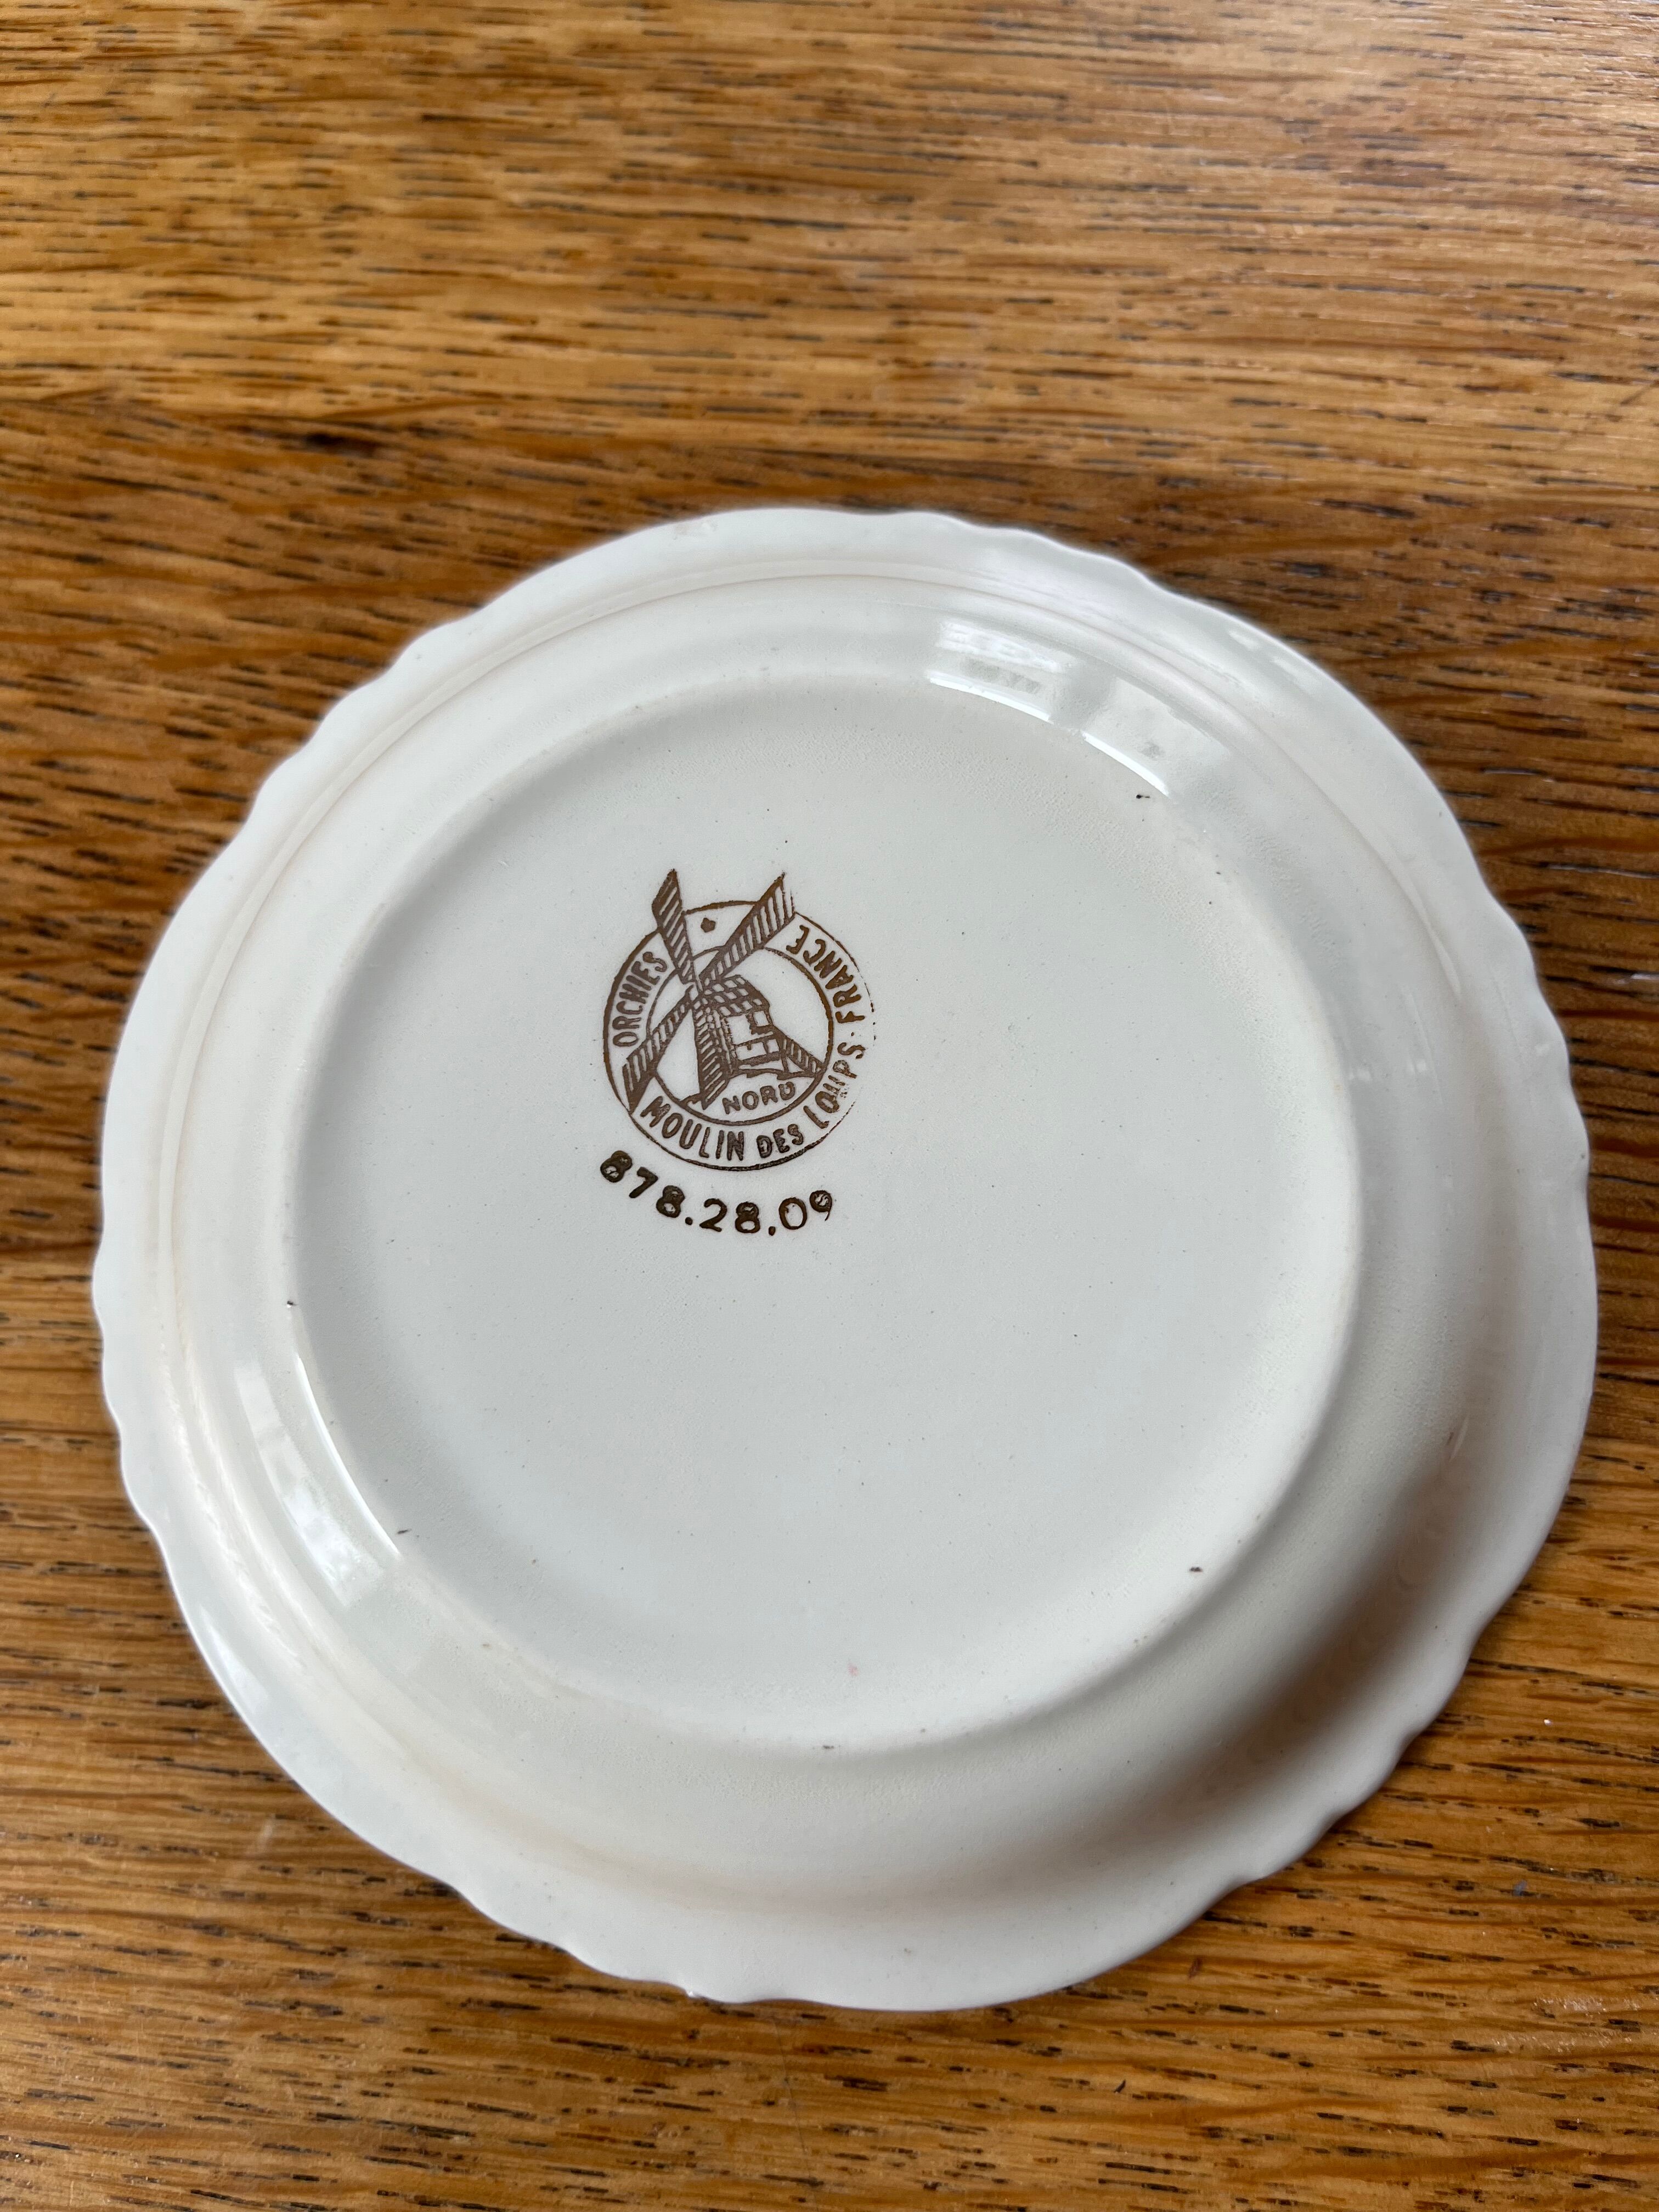 ORCHIES
MOULIN DES LOUPS · FRANCE
NORD
878.28.09